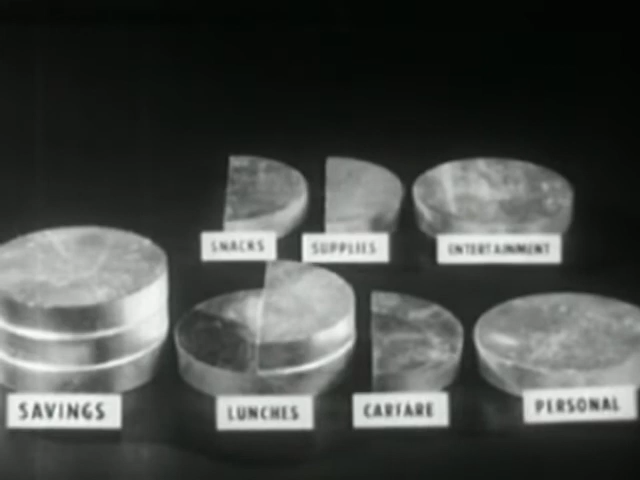 SNACKS
SUPPLIES
ENTERTAINMENT
SAVINGS
LUNCHES
CARFARE
PERSONAL